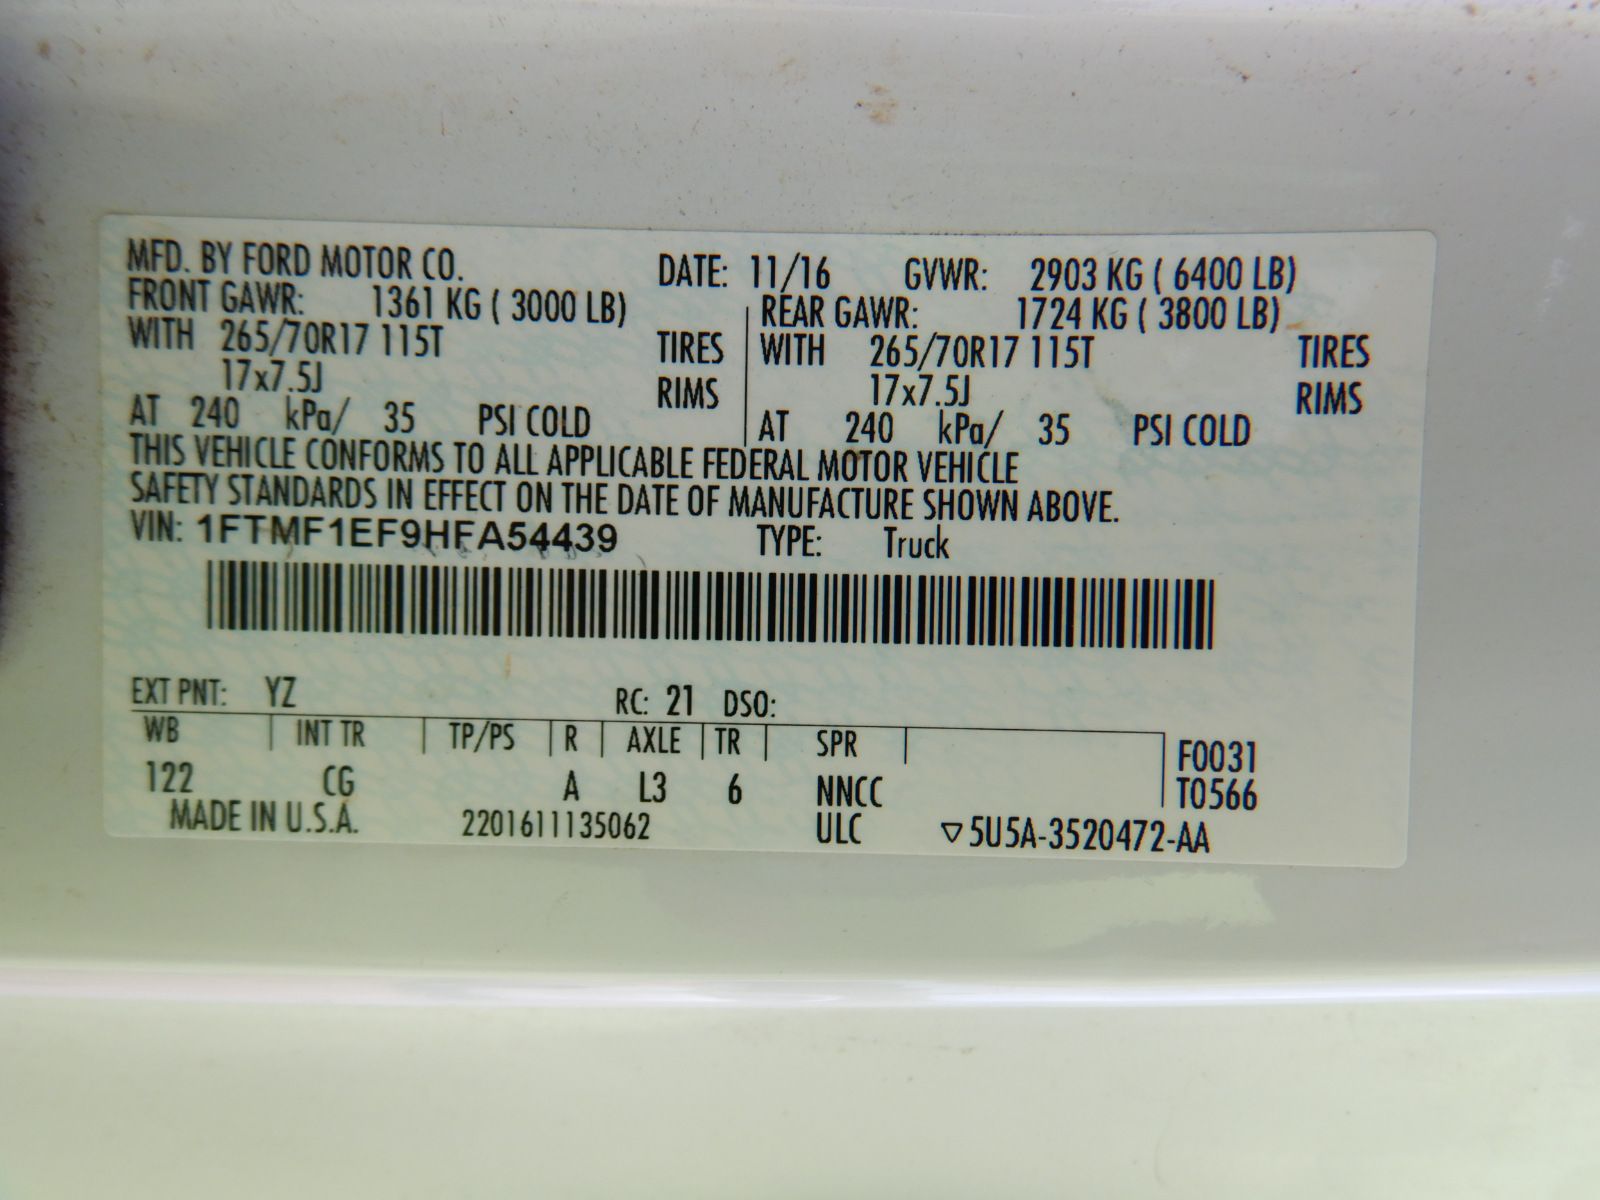 MFD. BY FORD MOTOR CO. DATE: 11/16 GVWR: 2903 KG ( 6400 LB)
FRONT GAWR: 1361 KG ( 3000 LB) REAR GAWR: 1724 KG ( 3800 LB)
WITH 265/70R17 115T TIRES WITH 265/70R17 115T TIRES
17x7.5J RIMS 17x7.5J RIMS
AT 240 kPa/ 35 PSI COLD AT 240 kPa/ 35 PSI COLD
THIS VEHICLE CONFORMS TO ALL APPLICABLE FEDERAL MOTOR VEHICLE
SAFETY STANDARDS IN EFFECT ON THE DATE OF MANUFACTURE SHOWN ABOVE.
VIN: 1FTMF1EF9HFA54439 TYPE: Truck
EXT PNT: YZ RC: 21 DSO:
WB INT TR TP/PS R AXLE TR SPR F0031
122 CG A L3 6 NNCC T0566
MADE IN U.S.A. 2201611135062 ULC ▽5U5A-3520472-AA